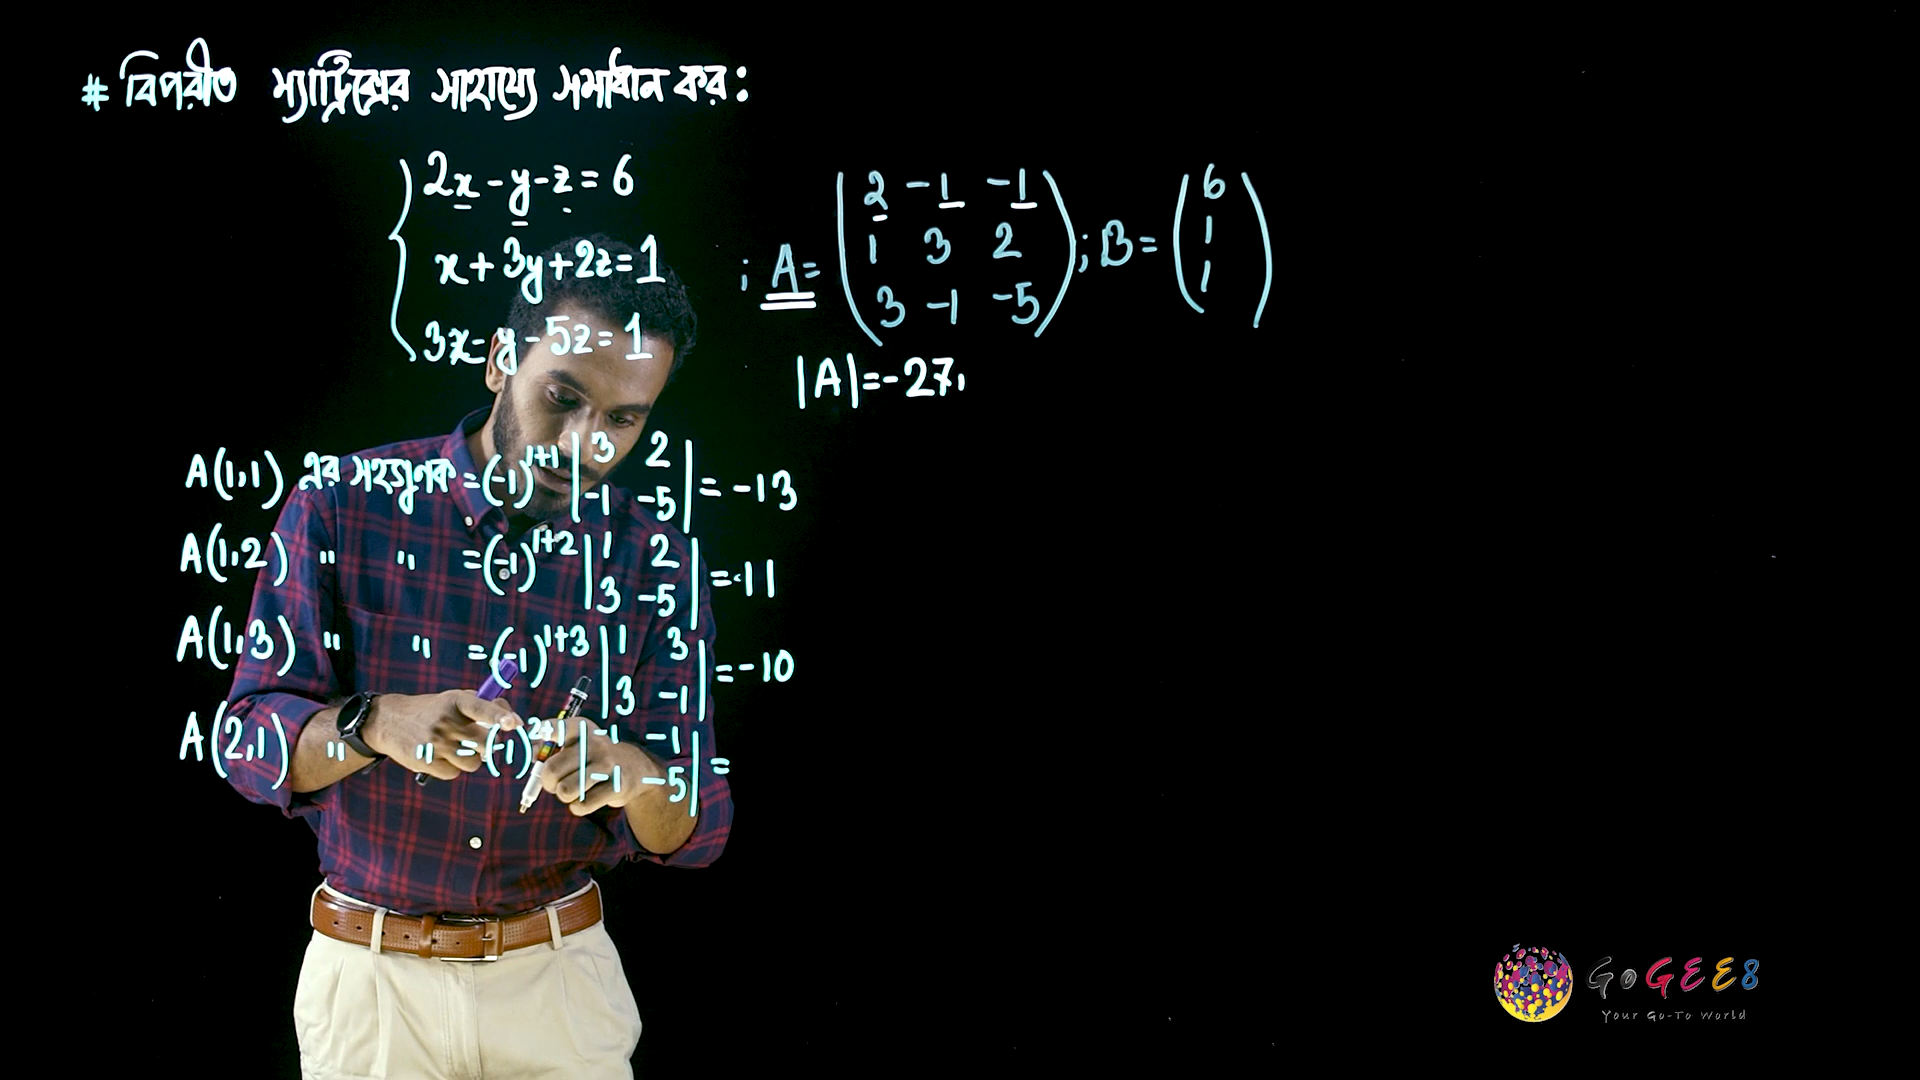 # বিপরীত ম্যাট্রিক্সের সাহায্যে সমাধান কর:
2x - y - z = 6
x + 3y + 2z = 1
3x - y - 5z = 1
; A = ( 2 -1 -1
1 3 2
3 -1 -5 ) ; B = ( 6
1
1 )
|A| = -27,
A(1,1) এর সহগুণক = (-1)^1+1 | 3 2
-1 -5 | = -13
A(1,2) " " = (-1)^1+2 | 1 2
3 -5 | = 11
A(1,3) " " = (-1)^1+3 | 1 3
3 -1 | = -10
A(2,1) " " = (-1)^2+1 | -1 -1
-1 -5 | =
GoGEE8
Your Go-To World